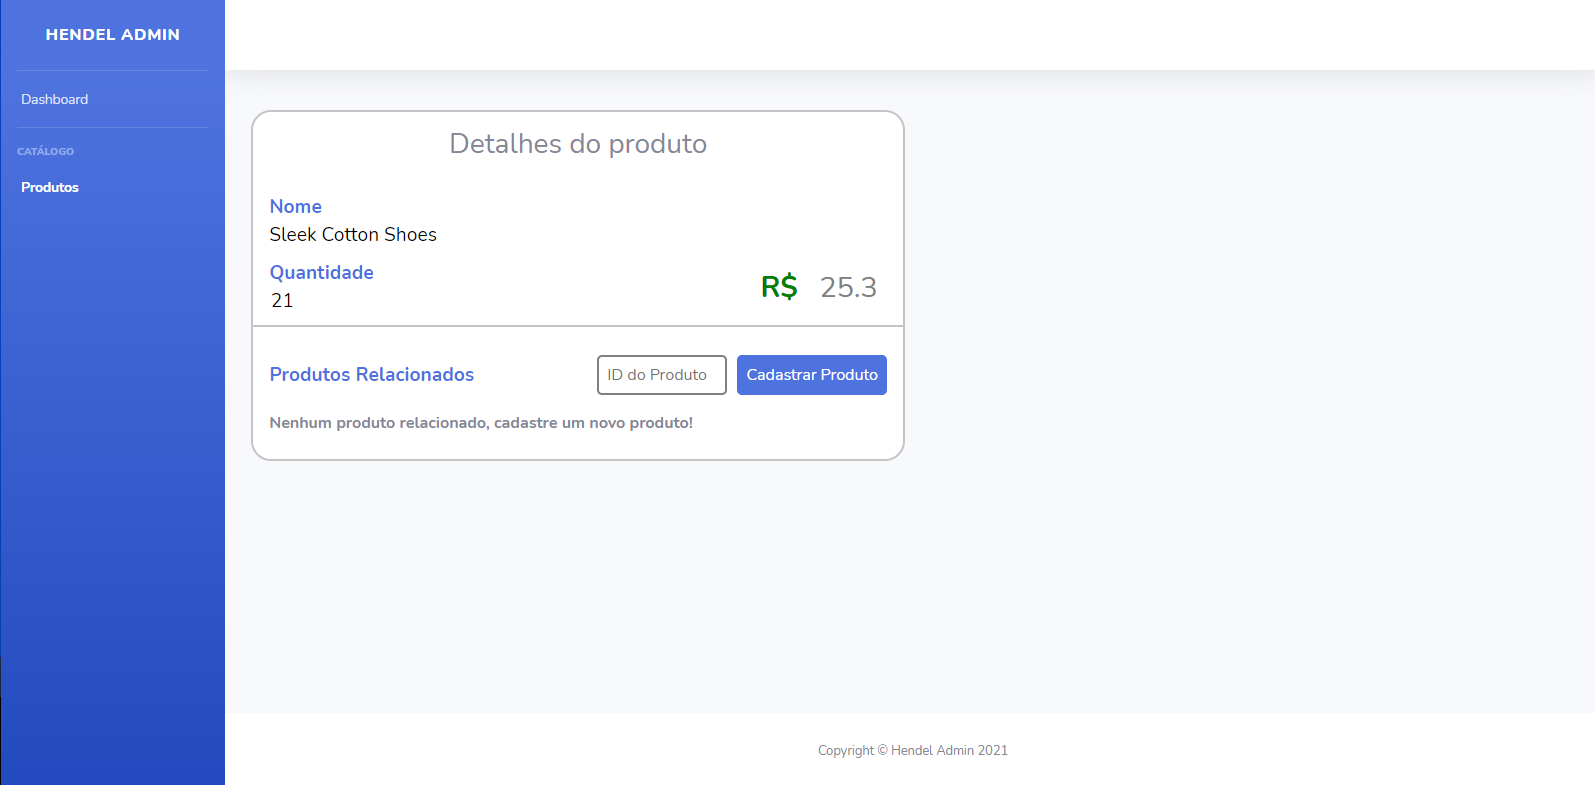 HENDEL ADMIN
Dashboard
CATÁLOGO
Produtos
Detalhes do produto
Nome
Sleek Cotton Shoes
Quantidade
21
R$ 25.3
Produtos Relacionados
ID do Produto
Cadastrar Produto
Nenhum produto relacionado, cadastre um novo produto!
Copyright © Hendel Admin 2021